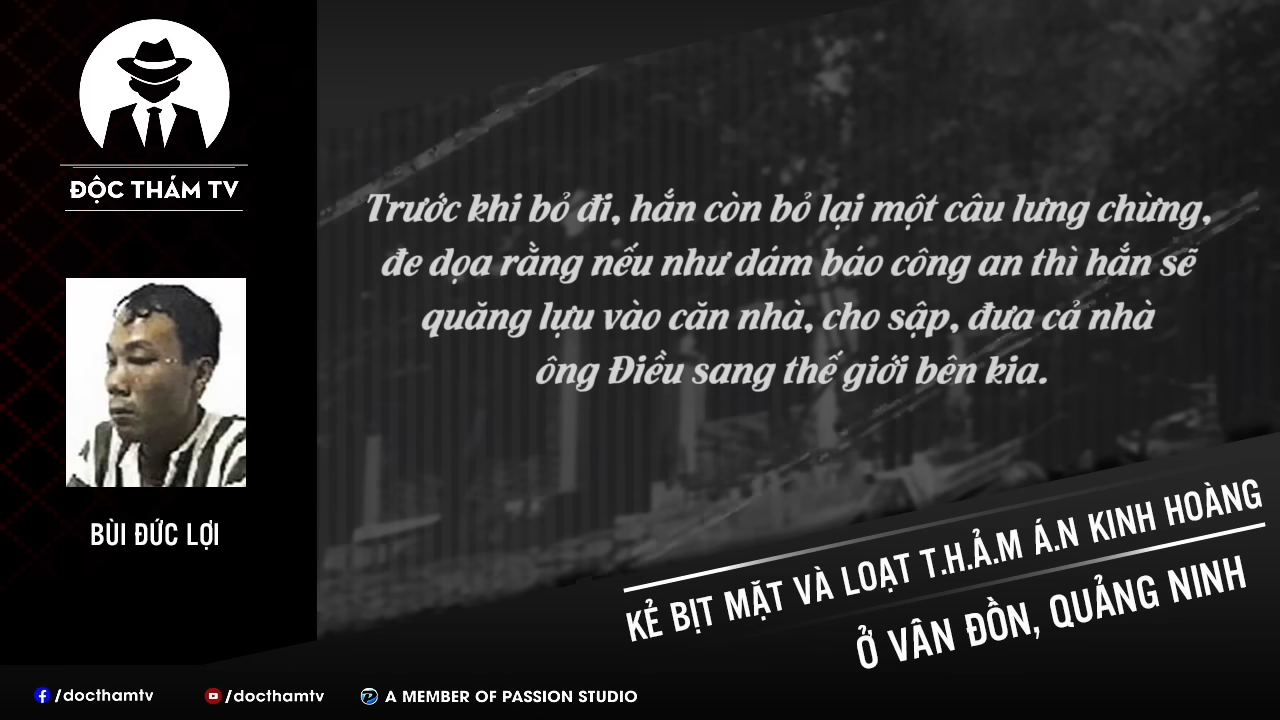 ĐỘC THÁM TV
BÙI ĐỨC LỢI
Trước khi bỏ đi, hắn còn bỏ lại một câu lưng chừng,
đe dọa rằng nếu như dám báo công an thì hắn sẽ
quăng lựu vào căn nhà, cho sập, đưa cả nhà
ông Điều sang thế giới bên kia.
KẺ BỊT MẶT VÀ LOẠT T.H.Ả.M Á.N KINH HOÀNG
Ở VÂN ĐỒN, QUẢNG NINH
/docthamtv
/docthamtv
A MEMBER OF PASSION STUDIO